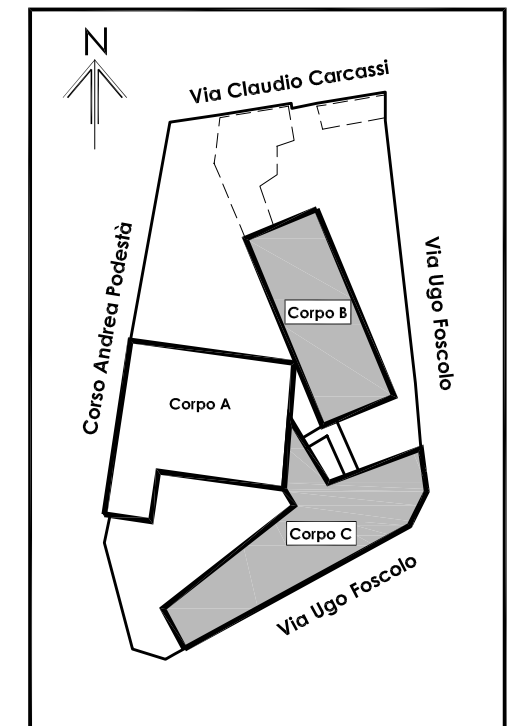 N
Via Claudio Carcassi
Corso Andrea Podestà
Via Ugo Foscolo
Corpo B
Corpo A
Corpo C
Via Ugo Foscolo